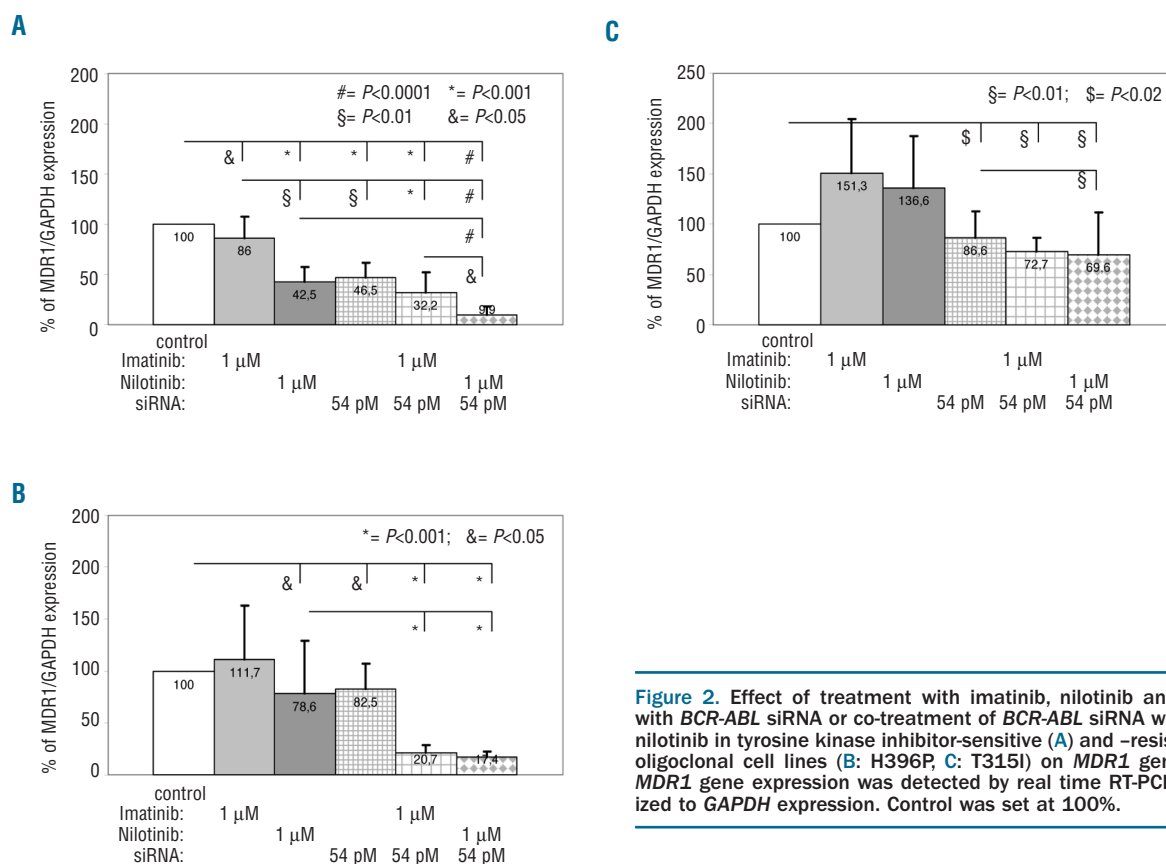 A
% of MDR1/GAPDH expression
200
150
100
50
0
#= P<0.0001 *= P<0.001
§= P<0.01 &= P<0.05
& * * * #
§ § * #
#
&
100
86
42,5
46,5
32,2
9,9
control
Imatinib: 1 µM 1 µM
Nilotinib: 1 µM 1 µM
siRNA: 54 pM 54 pM 54 pM
B
% of MDR1/GAPDH expression
200
150
100
50
0
*= P<0.001; &= P<0.05
& & * *
* *
100
111,7
78,6
82,5
20,7
17,4
control
Imatinib: 1 µM 1 µM
Nilotinib: 1 µM 1 µM
siRNA: 54 pM 54 pM 54 pM
C
% of MDR1/GAPDH expression
250
200
150
100
50
0
§= P<0.01; $= P<0.02
$ § §
§
100
151,3
136,6
86,6
72,7
69,6
control
Imatinib: 1 µM 1 µM
Nilotinib: 1 µM 1 µM
siRNA: 54 pM 54 pM 54 pM
Figure 2. Effect of treatment with imatinib, nilotinib an
with BCR-ABL siRNA or co-treatment of BCR-ABL siRNA w
nilotinib in tyrosine kinase inhibitor-sensitive (A) and –resis
oligoclonal cell lines (B: H396P, C: T315I) on MDR1 gen
MDR1 gene expression was detected by real time RT-PCR
ized to GAPDH expression. Control was set at 100%.